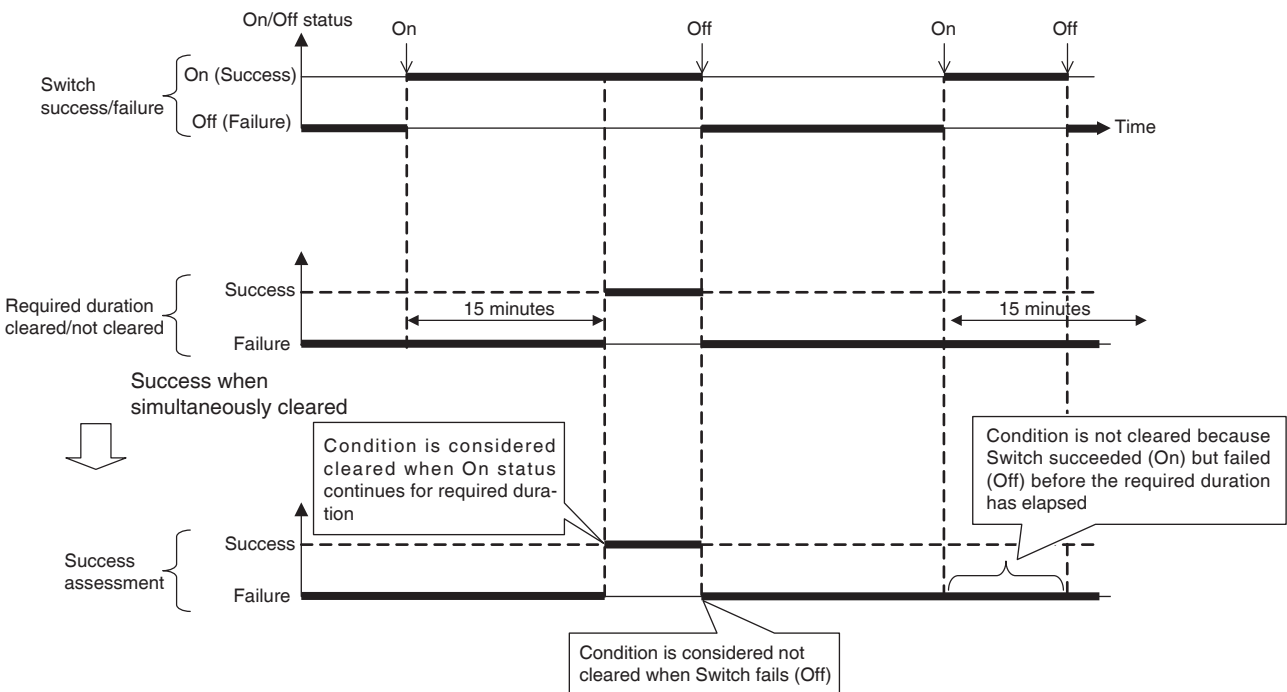 On/Off status
On
Off
On
Off
Switch
success/failure
On (Success)
Off (Failure)
Time
Required duration
cleared/not cleared
Success
15 minutes
15 minutes
Failure
Success when
simultaneously cleared
Condition is considered
cleared when On status
continues for required dura-
tion
Condition is not cleared because
Switch succeeded (On) but failed
(Off) before the required duration
has elapsed
Success
assessment
Success
Failure
Condition is considered not
cleared when Switch fails (Off)